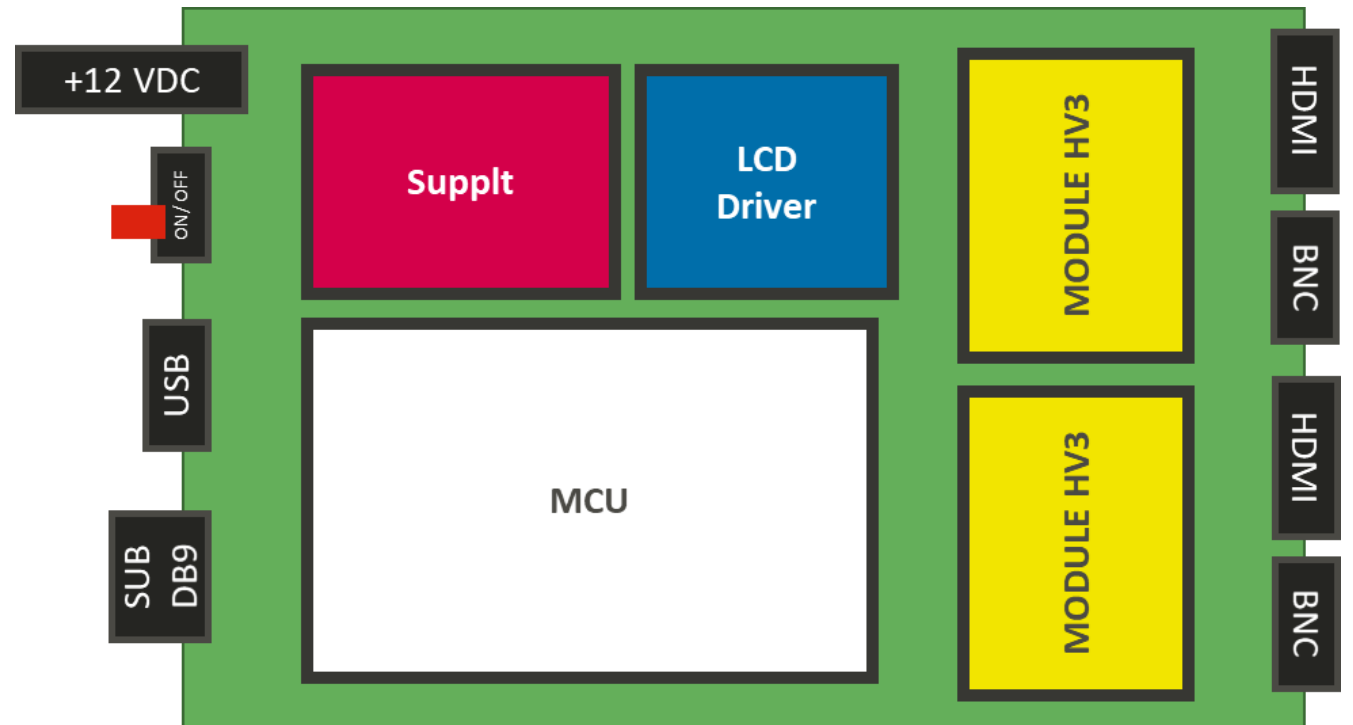 +12 VDC
ON/OFF
USB
SUB
DB9
Supplt
LCD
Driver
MCU
MODULE HV3
MODULE HV3
HDMI
BNC
HDMI
BNC